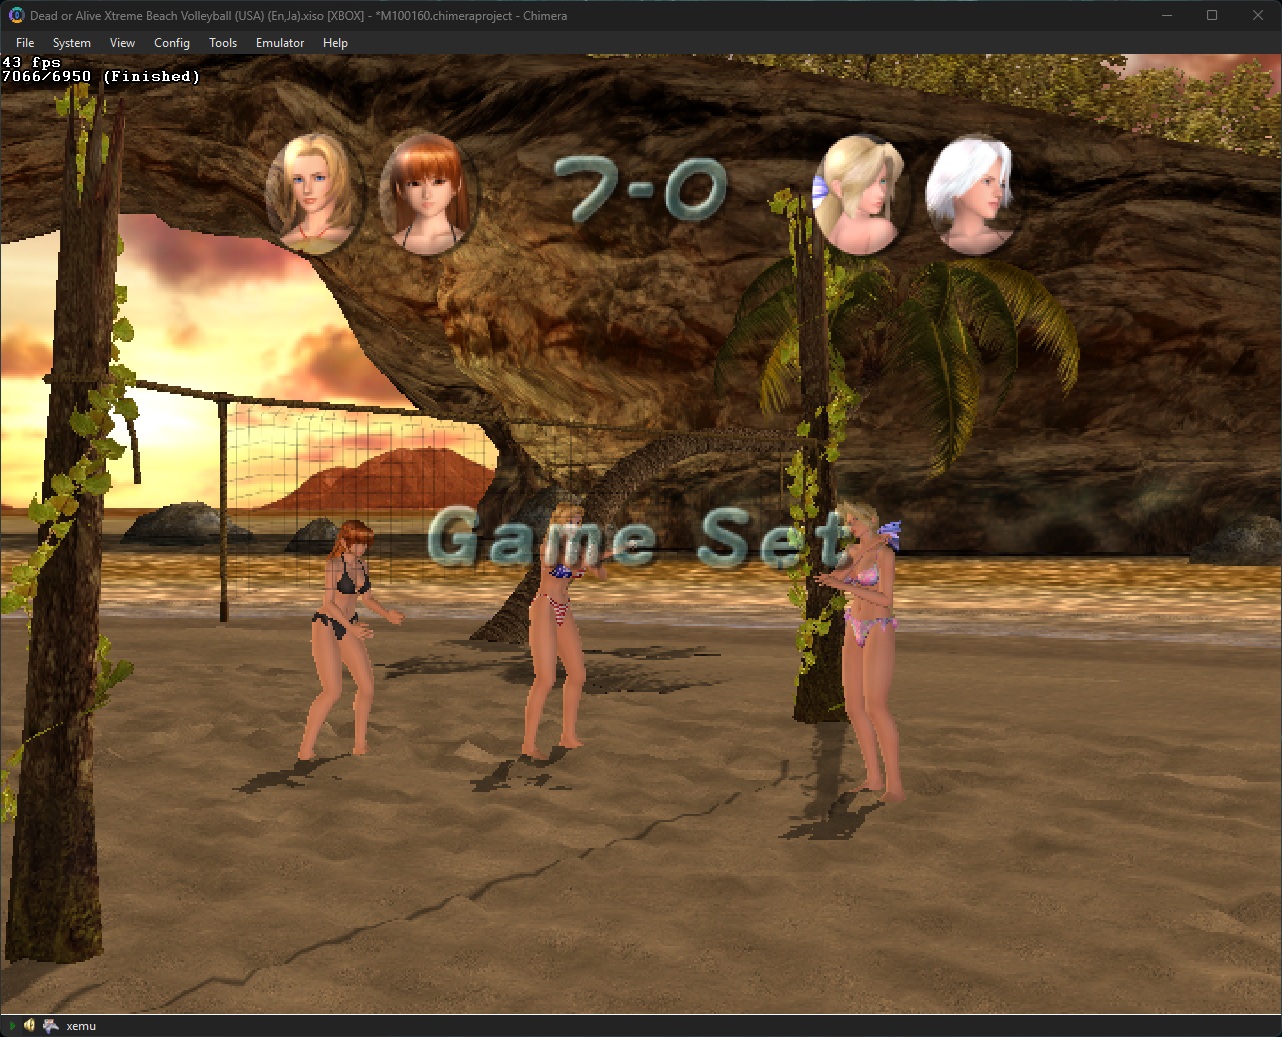 Dead or Alive Xtreme Beach Volleyball (USA) (En,Ja).xiso [XBOX] - *M100160.chimeraproject - Chimera
File System View Config Tools Emulator Help
43 fps
7066/6950 (Finished)
7-0
Game Set
xemu